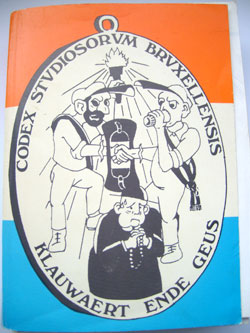 CODEX STVDIOSORVM BRVXELLENSIS
KLAUWAERT ENDE GEUS